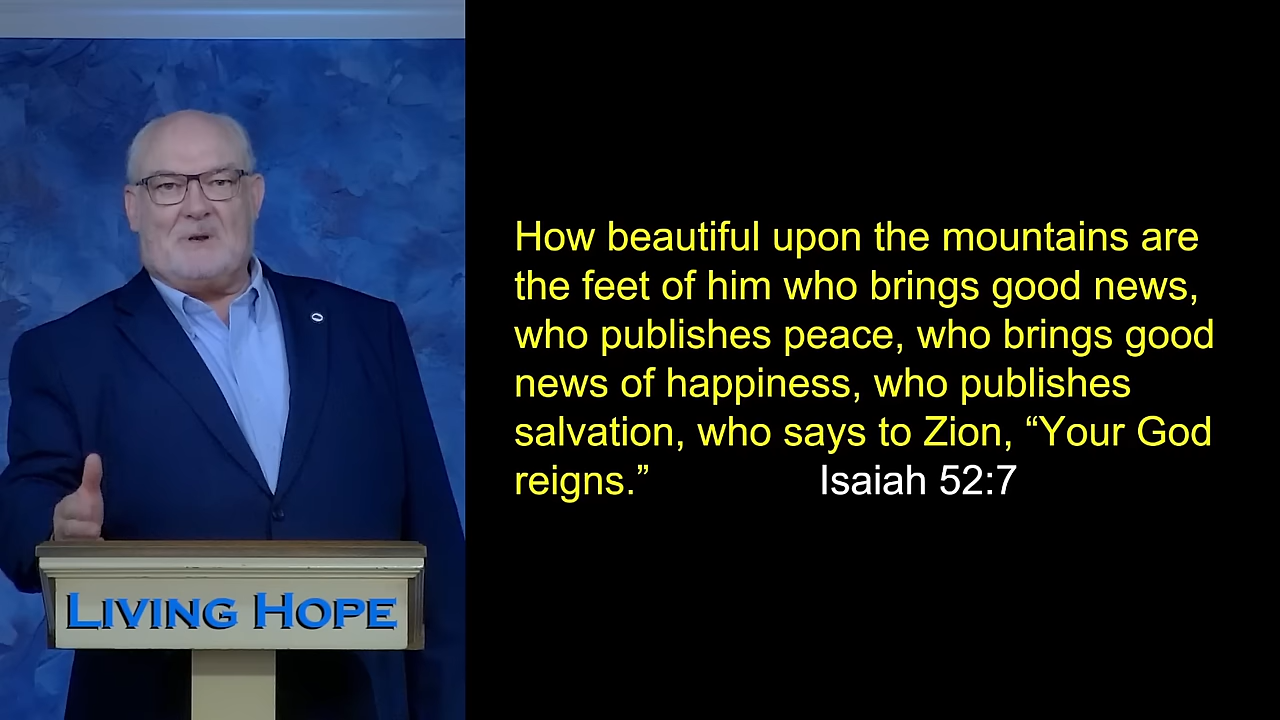 How beautiful upon the mountains are
the feet of him who brings good news,
who publishes peace, who brings good
news of happiness, who publishes
salvation, who says to Zion, “Your God
reigns.” Isaiah 52:7
LIVING HOPE